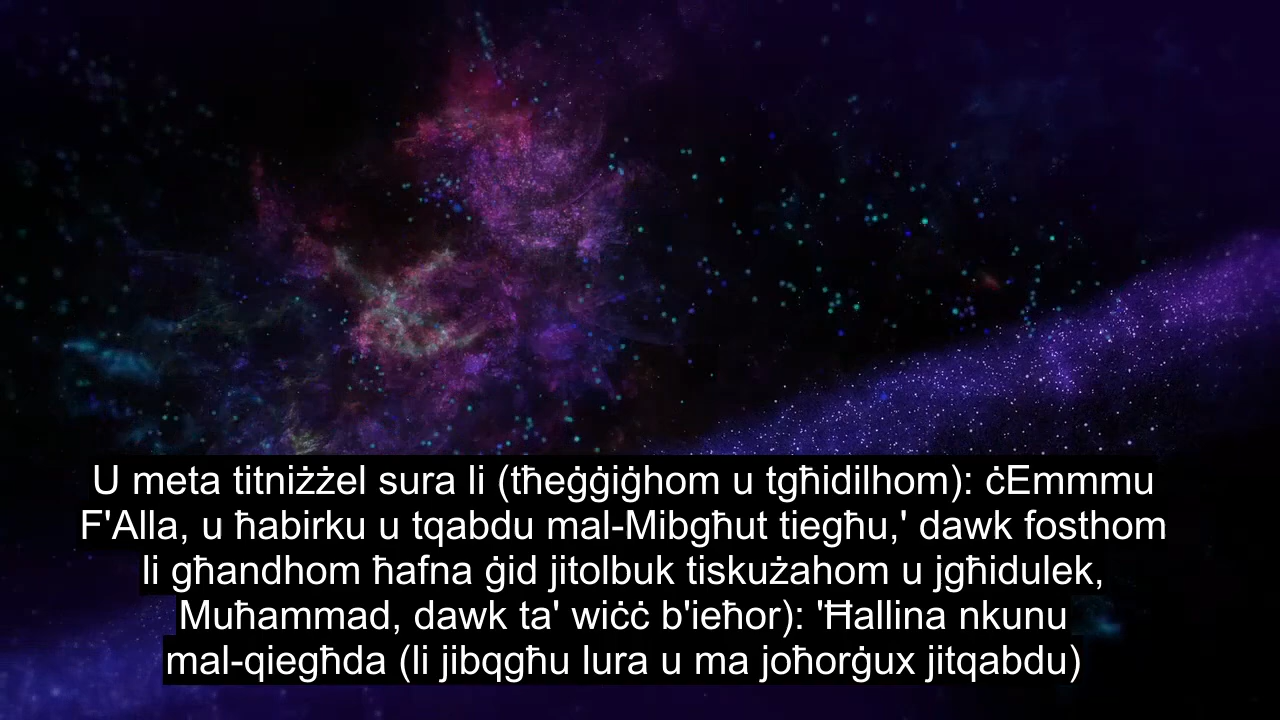 U meta titniżżel sura li (tħeġġiġhom u tgħidilhom): ċEmmmu
F'Alla, u ħabirku u tqabdu mal-Mibgħut tiegħu,' dawk fosthom
li għandhom ħafna ġid jitolbuk tiskużahom u jgħidulek,
Muħammad, dawk ta' wiċċ b'ieħor): 'Ħallina nkunu
mal-qiegħda (li jibqgħu lura u ma joħorġux jitqabdu)